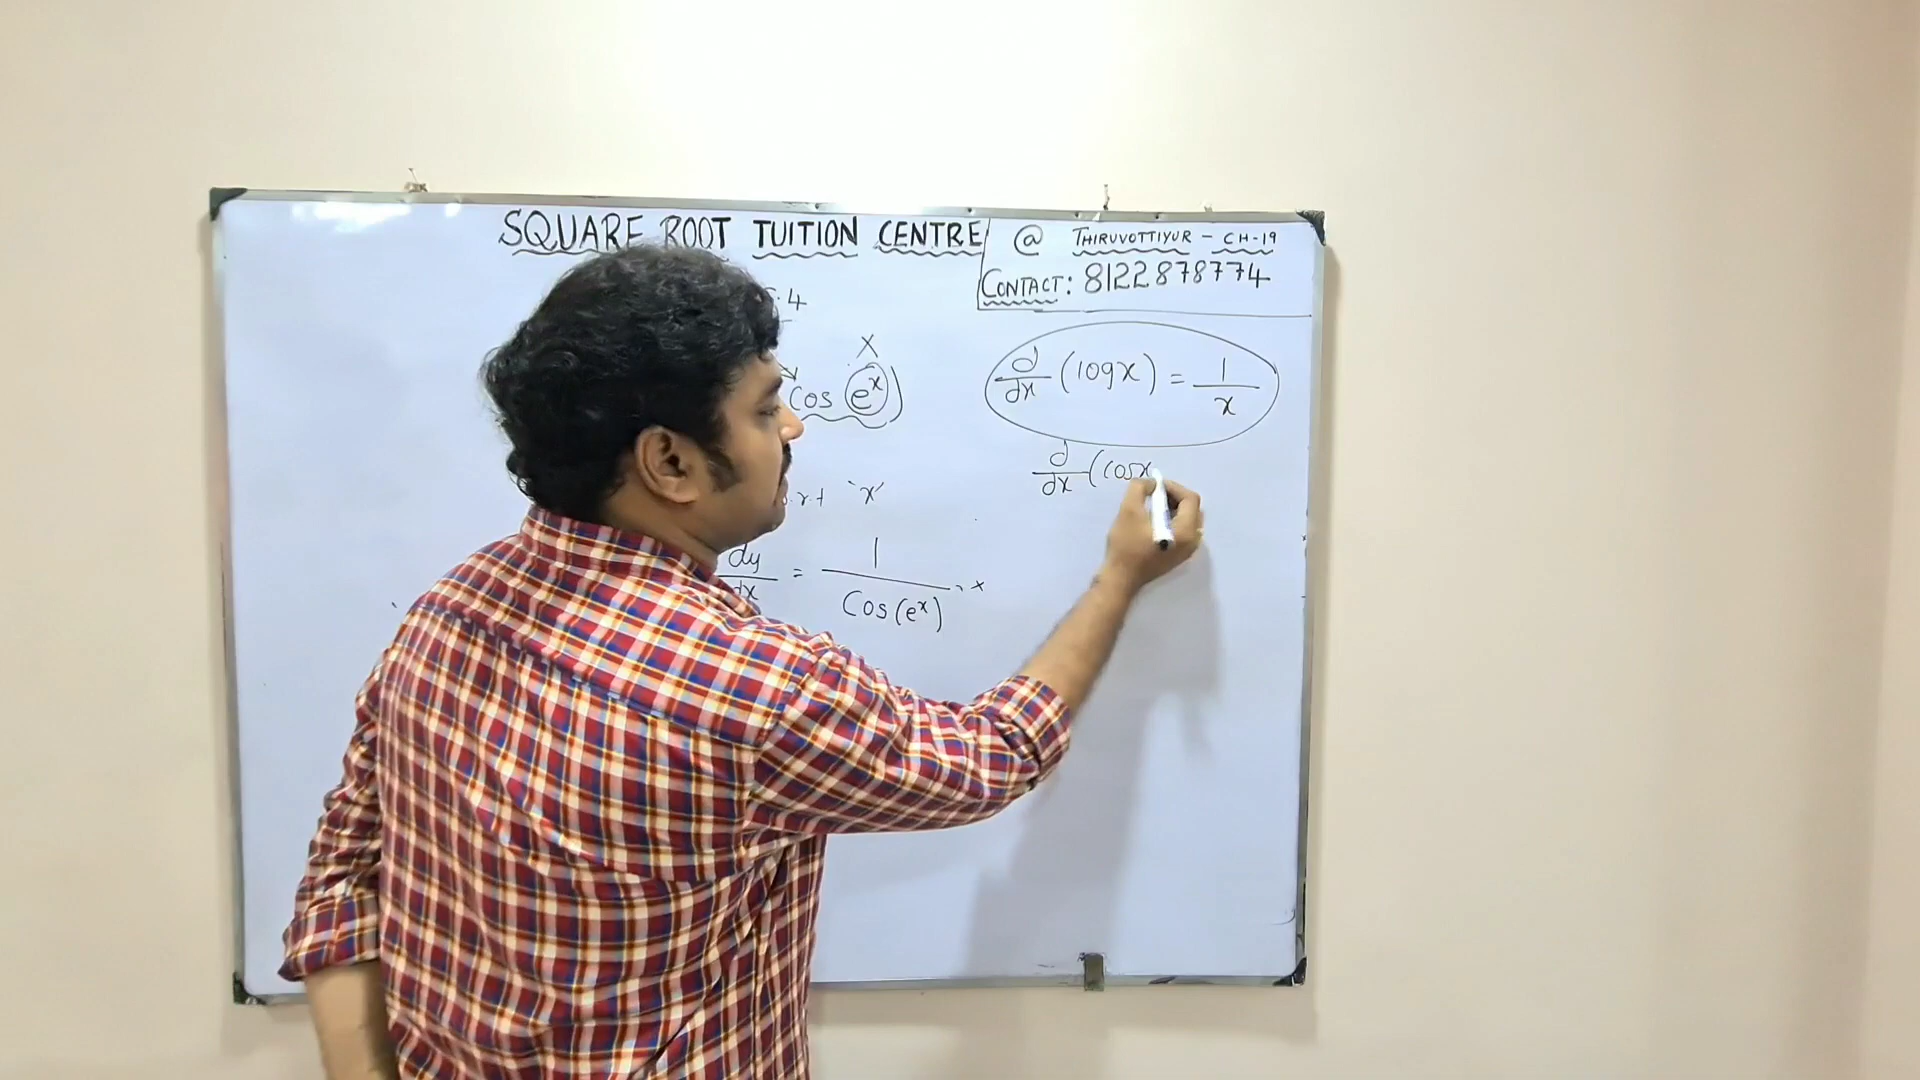 SQUARE ROOT TUITION CENTRE @ THIRUVOTTIYUR - CH-19
CONTACT: 8122878774
5.4
x
cos (e^x))
d/dx (log x) = 1/x
d/dx (cos x
w.r.t 'x'
dy/dx = 1/Cos(e^x) . x